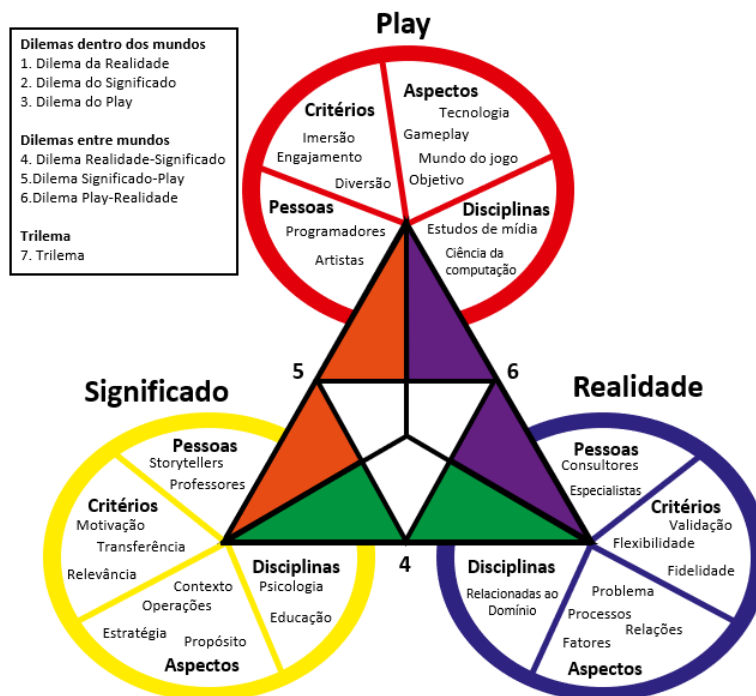 Play
Dilemas dentro dos mundos
1. Dilema da Realidade
2. Dilema do Significado
3. Dilema do Play
Dilemas entre mundos
4. Dilema Realidade-Significado
5.Dilema Significado-Play
6.Dilema Play-Realidade
Trilema
7. Trilema
Critérios
Imersão
Engajamento
Diversão
Aspectos
Tecnologia
Gameplay
Mundo do jogo
Objetivo
Pessoas
Programadores
Artistas
Disciplinas
Estudos de mídia
Ciência da
computação
5
6
4
Significado
Pessoas
Storytellers
Professores
Critérios
Motivação
Transferência
Relevância
Disciplinas
Psicologia
Educação
Contexto
Operações
Estratégia
Propósito
Aspectos
Realidade
Pessoas
Consultores
Especialistas
Critérios
Validação
Flexibilidade
Fidelidade
Disciplinas
Relacionadas ao
Domínio
Problema
Processos
Relações
Fatores
Aspectos